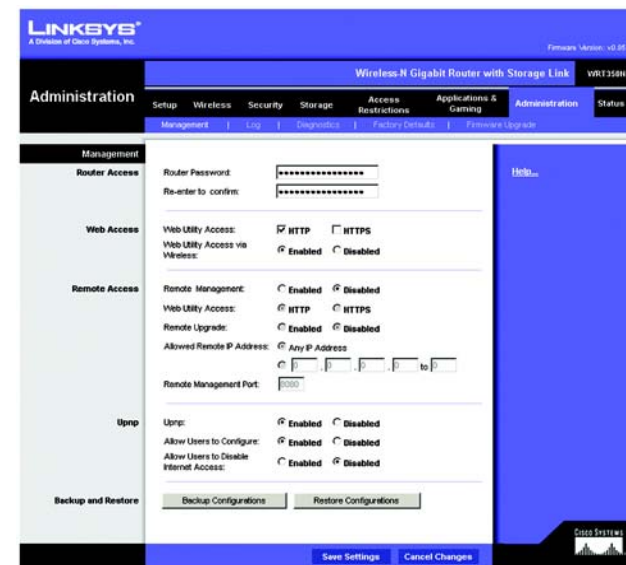 LINKSYS®
A Division of Cisco Systems, Inc.
Firmware Version: v0.05
Wireless-N Gigabit Router with Storage Link WRT350N
Administration
Setup Wireless Security Storage Access Restrictions Applications & Gaming Administration Status
Management | Log | Diagnostics | Factory Defaults | Firmware Upgrade
Management
Router Access
Router Password:
Re-enter to confirm:
Help...
Web Access
Web Utility Access: HTTP HTTPS
Web Utility Access via Wireless: Enabled Disabled
Remote Access
Remote Management: Enabled Disabled
Web Utility Access: HTTP HTTPS
Remote Upgrade: Enabled Disabled
Allowed Remote IP Address: Any IP Address
0 . 0 . 0 . 0 to 0
Remote Management Port: 8080
Upnp
Upnp: Enabled Disabled
Allow Users to Configure: Enabled Disabled
Allow Users to Disable Internet Access: Enabled Disabled
Backup and Restore
Backup Configurations Restore Configurations
Save Settings Cancel Changes
CISCO SYSTEMS